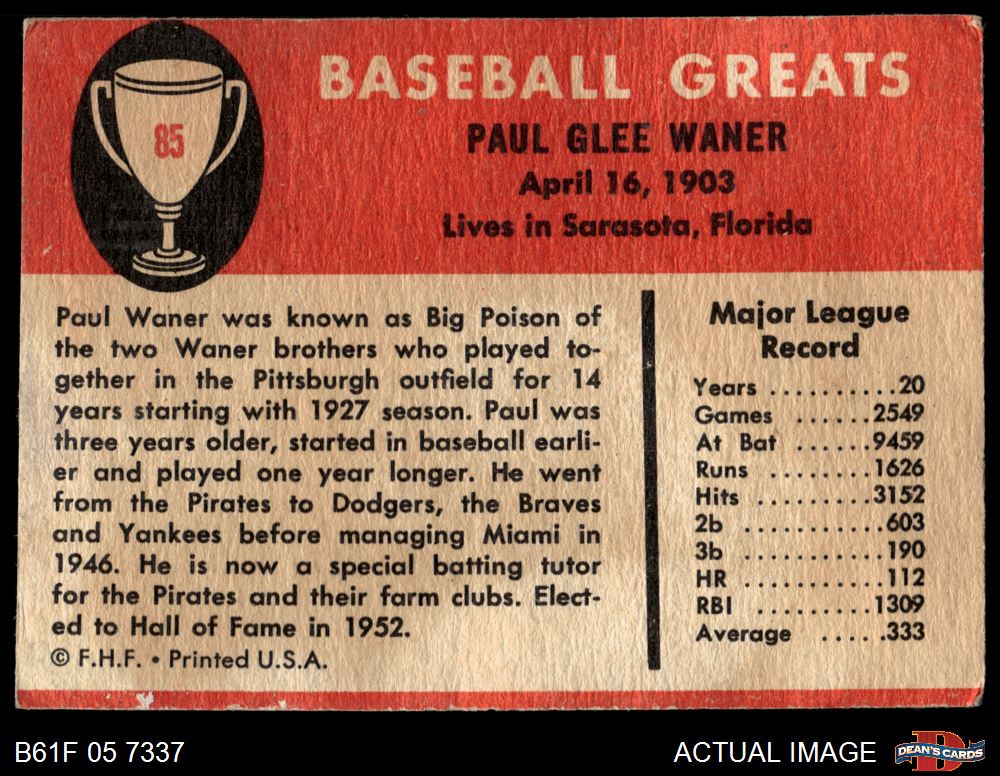 85
BASEBALL GREATS
PAUL GLEE WANER
April 16, 1903
Lives in Sarasota, Florida
Paul Waner was known as Big Poison of
the two Waner brothers who played to-
gether in the Pittsburgh outfield for 14
years starting with 1927 season. Paul was
three years older, started in baseball earli-
er and played one year longer. He went
from the Pirates to Dodgers, the Braves
and Yankees before managing Miami in
1946. He is now a special batting tutor
for the Pirates and their farm clubs. Elect-
ed to Hall of Fame in 1952.
© F.H.F. • Printed U.S.A.
Major League
Record
Years ..........20
Games ......2549
At Bat .......9459
Runs .......1626
Hits .........3152
2b ...........603
3b ...........190
HR ...........112
RBI .........1309
Average .....333
B61F 05 7337
ACTUAL IMAGE
DEAN'S CARDS